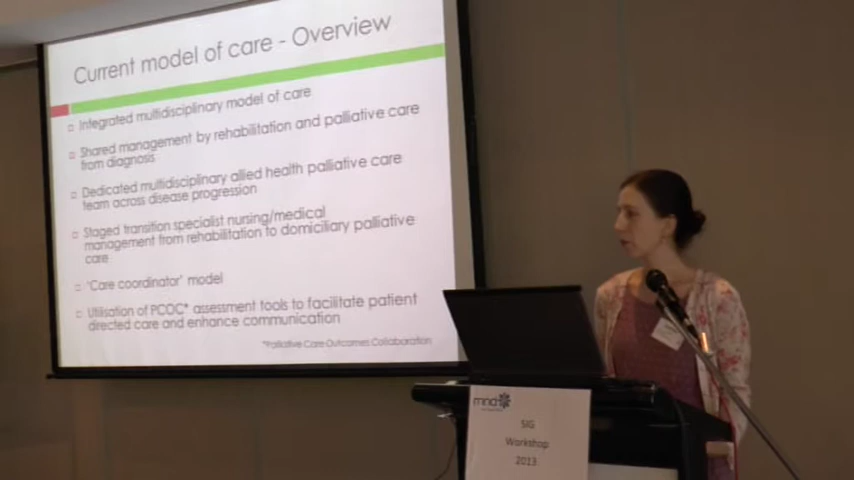 Current model of care - Overview
Integrated multidisciplinary model of care
Shared management by rehabilitation and palliative care
from diagnosis
Dedicated multidisciplinary allied health palliative care
team across disease progression
Staged transition specialist nursing/medical
management from rehabilitation to domiciliary palliative
care
'Care coordinator' model
Utilisation of PCOC* assessment tools to facilitate patient
directed care and enhance communication
*Palliative Care Outcomes Collaboration
mnd
SIG
Workshop
2013